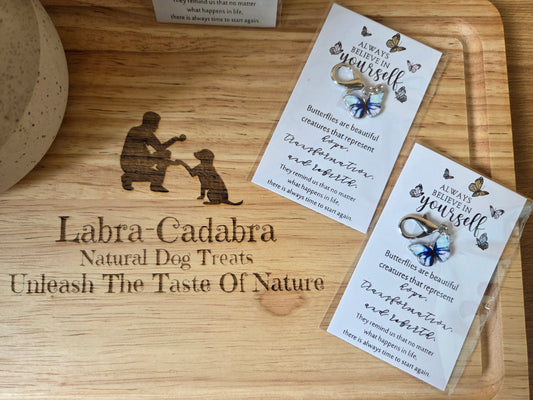 They remind us that no matter
what happens in life,
there is always time to start again.
ALWAYS
BELIEVE IN
yourself
Butterflies are beautiful
creatures that represent
hope,
Transformation,
and rebirth.
They remind us that no matter
what happens in life,
there is always time to start again.
ALWAYS
BELIEVE IN
yourself
Butterflies are beautiful
creatures that represent
hope,
Transformation,
and rebirth.
They remind us that no matter
what happens in life,
there is always time to start again.
Labra-Cadabra
Natural Dog Treats
Unleash The Taste Of Nature